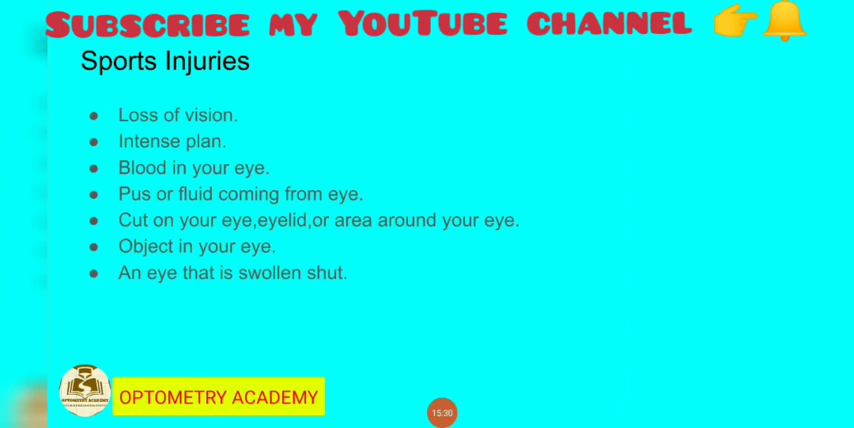 Subscribe my YouTube channel
Sports Injuries
● Loss of vision.
● Intense plan.
● Blood in your eye.
● Pus or fluid coming from eye.
● Cut on your eye,eyelid,or area around your eye.
● Object in your eye.
● An eye that is swollen shut.
OPTOMETRY ACADEMY
OPTOMETRY ACADEMY
15:30